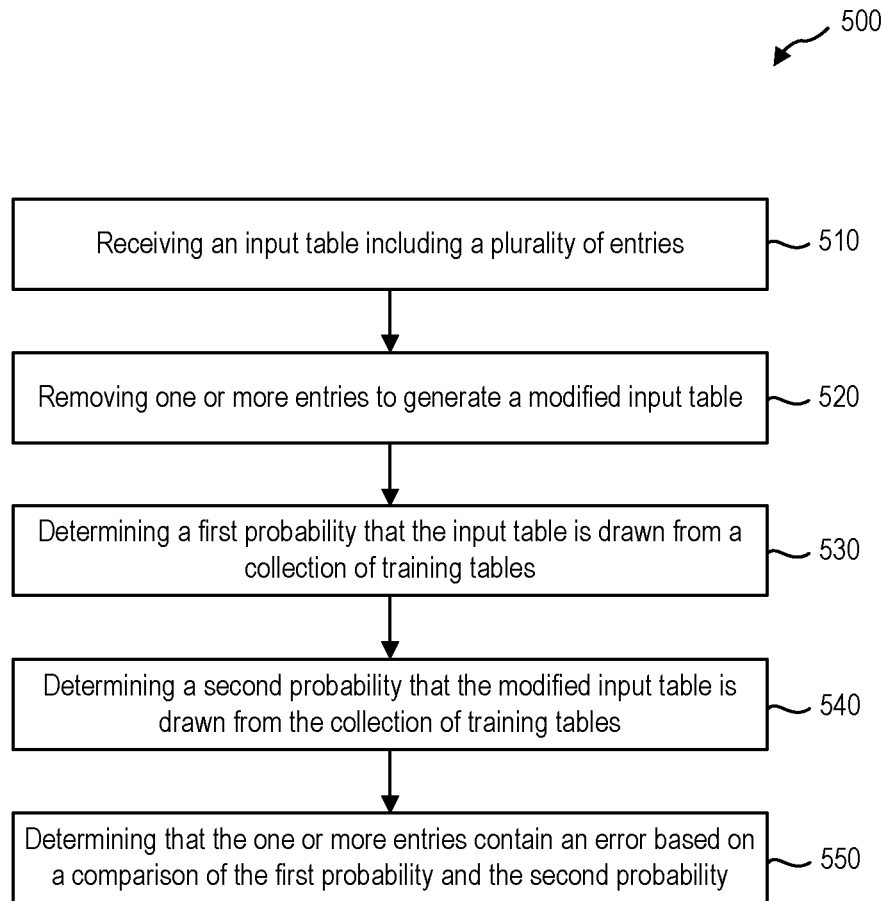 500
Receiving an input table including a plurality of entries
510
Removing one or more entries to generate a modified input table
520
Determining a first probability that the input table is drawn from a
collection of training tables
530
Determining a second probability that the modified input table is
drawn from the collection of training tables
540
Determining that the one or more entries contain an error based on
a comparison of the first probability and the second probability
550